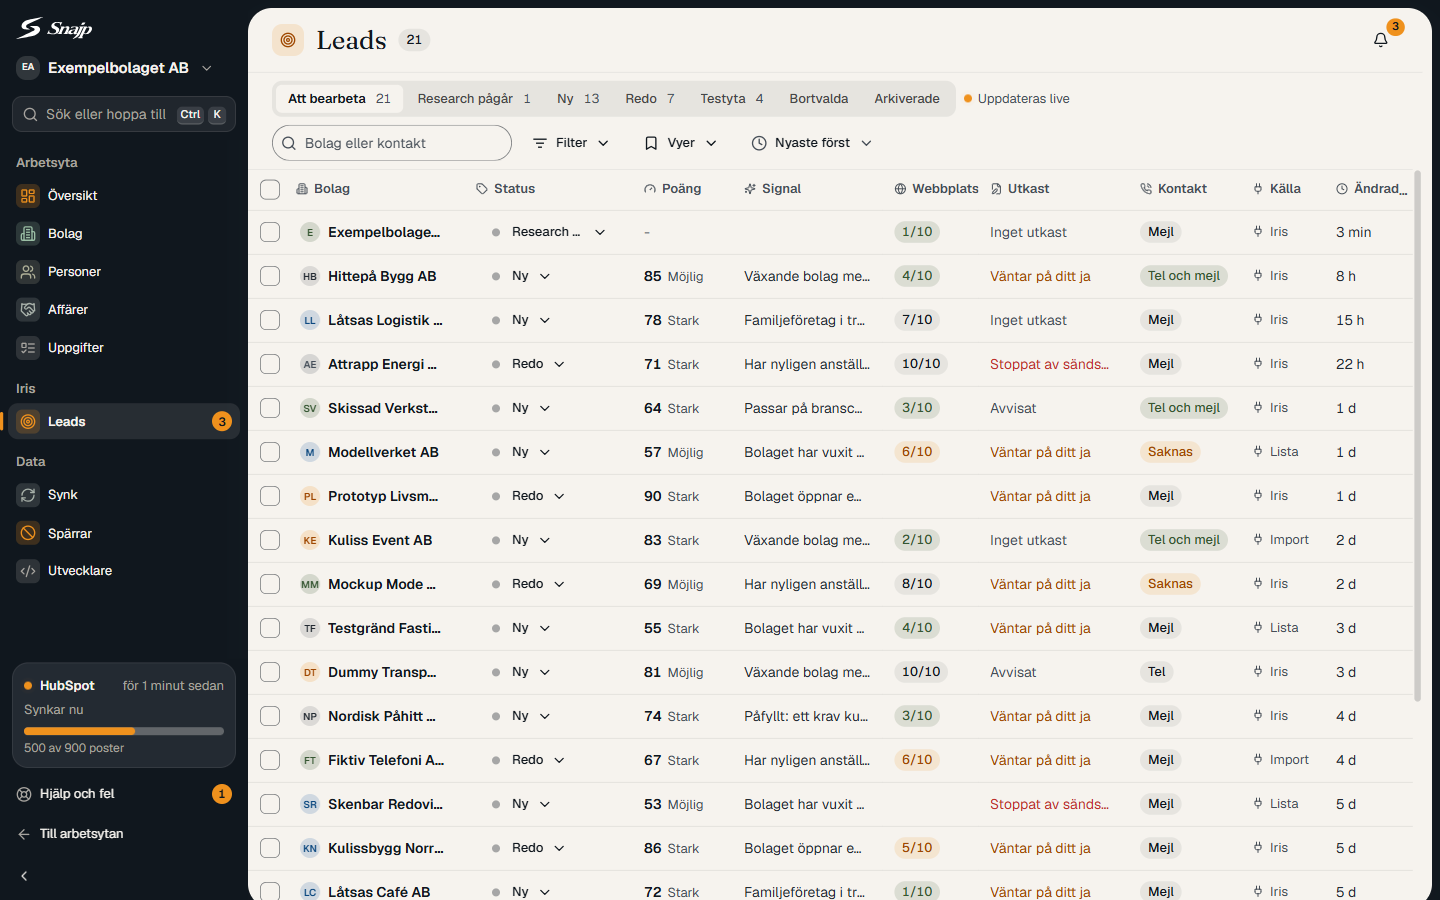 Snajp
EA Exempelbolaget AB
Sök eller hoppa till Ctrl K
Arbetsyta
Översikt
Bolag
Personer
Affärer
Uppgifter
Iris
Leads 3
Data
Synk
Spärrar
Utvecklare
HubSpot för 1 minut sedan
Synkar nu
500 av 900 poster
Hjälp och fel 1
Till arbetsytan
Leads 21
3
Att bearbeta 21 Research pågår 1 Ny 13 Redo 7 Testyta 4 Bortvalda Arkiverade Uppdateras live
Bolag eller kontakt Filter Vyer Nyaste först
Bolag Status Poäng Signal Webbplats Utkast Kontakt Källa Ändrad...
E Exempelbolage... Research ... - 1/10 Inget utkast Mejl Iris 3 min
HB Hittepå Bygg AB Ny 85 Möjlig Växande bolag me... 4/10 Väntar på ditt ja Tel och mejl Iris 8 h
LL Låtsas Logistik ... Ny 78 Stark Familjeföretag i tr... 7/10 Inget utkast Mejl Iris 15 h
AE Attrapp Energi ... Redo 71 Stark Har nyligen anställ... 10/10 Stoppat av sänds... Mejl Iris 22 h
SV Skissad Verkst... Ny 64 Stark Passar på bransc... 3/10 Avvisat Tel och mejl Iris 1 d
M Modellverket AB Ny 57 Möjlig Bolaget har vuxit ... 6/10 Väntar på ditt ja Saknas Lista 1 d
PL Prototyp Livsm... Redo 90 Stark Bolaget öppnar e... Väntar på ditt ja Mejl Iris 1 d
KE Kuliss Event AB Ny 83 Stark Växande bolag me... 2/10 Inget utkast Tel och mejl Import 2 d
MM Mockup Mode ... Redo 69 Möjlig Har nyligen anställ... 8/10 Väntar på ditt ja Saknas Iris 2 d
TF Testgränd Fasti... Ny 55 Stark Bolaget har vuxit ... 4/10 Väntar på ditt ja Mejl Lista 3 d
DT Dummy Transp... Ny 81 Stark Växande bolag me... 10/10 Avvisat Tel Iris 3 d
NP Nordisk Påhitt ... Ny 74 Stark Påfyllt: ett krav ku... 3/10 Väntar på ditt ja Mejl Iris 4 d
FT Fiktiv Telefoni A... Redo 67 Stark Har nyligen anställ... 6/10 Väntar på ditt ja Mejl Import 4 d
SR Skenbar Redovi... Ny 53 Möjlig Bolaget har vuxit ... Stoppat av sänds... Mejl Lista 5 d
KN Kulissbygg Norr... Redo 86 Stark Bolaget öppnar e... 5/10 Väntar på ditt ja Mejl Iris 5 d
LC Låtsas Café AB Ny 72 Stark Familjeföretag i tr... 1/10 Väntar på ditt ja Mejl Iris 5 d